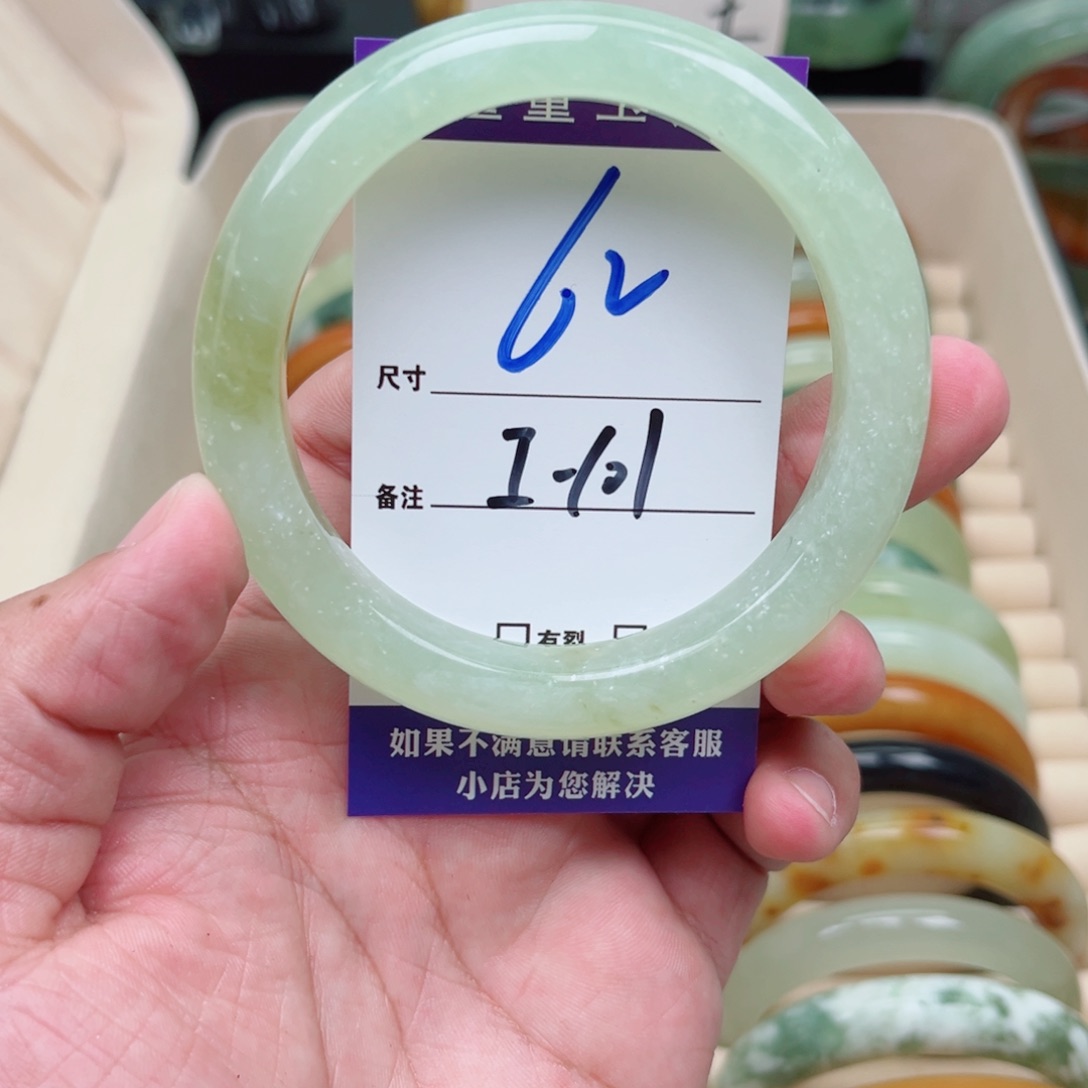 62
尺寸
I-101
备注
有裂
如果不满意请联系客服
小店为您解决